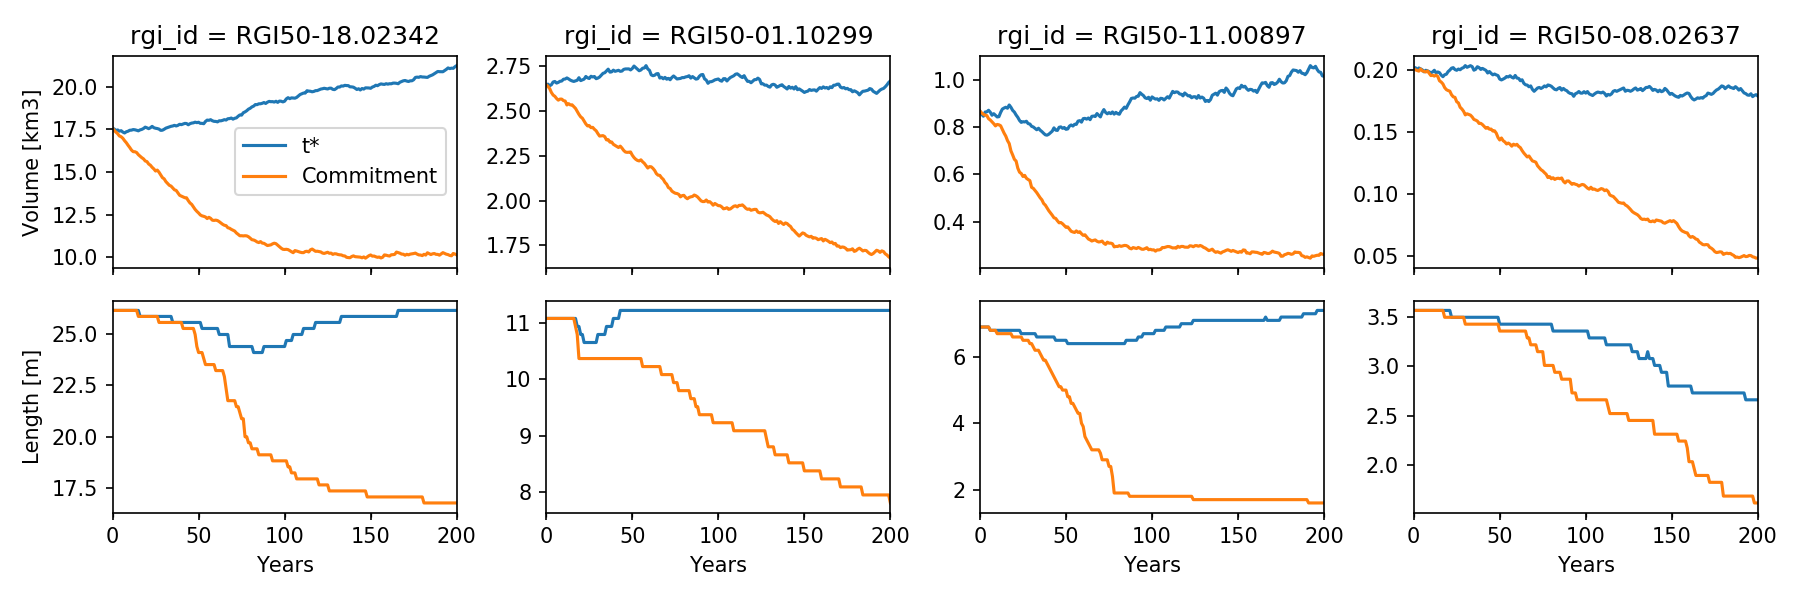 rgi_id = RGI50-18.02342
rgi_id = RGI50-01.10299
rgi_id = RGI50-11.00897
rgi_id = RGI50-08.02637
Volume [km3]
20.0
17.5
15.0
12.5
10.0
t*
Commitment
2.75
2.50
2.25
2.00
1.75
1.0
0.8
0.6
0.4
0.20
0.15
0.10
0.05
Length [m]
25.0
22.5
20.0
17.5
0 50 100 150 200
Years
11
10
9
8
0 50 100 150 200
Years
6
4
2
0 50 100 150 200
Years
3.5
3.0
2.5
2.0
0 50 100 150 200
Years